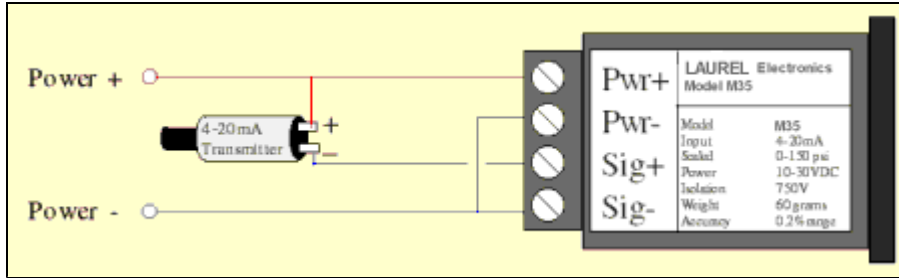 Power +
4-20mA
Transmitter
+
−
Power -
Pwr+
Pwr-
Sig+
Sig-
LAUREL Electronics
Model M35
Model M35
Input 4-20mA
Scaled 0-150 psi
Power 10-30VDC
Isolation 750V
Weight 60 grams
Accuracy 0.2% range